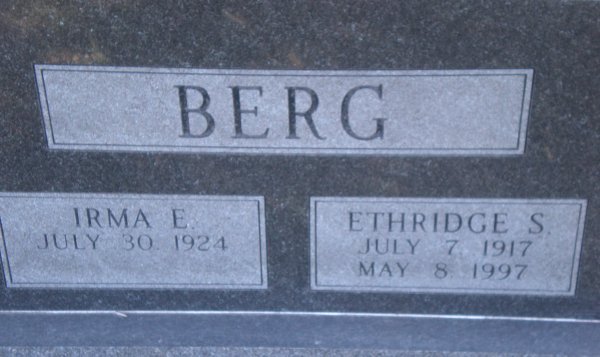 BERG
IRMA E.
JULY 30 1924
ETHRIDGE S.
JULY 7 1917
MAY 8 1997